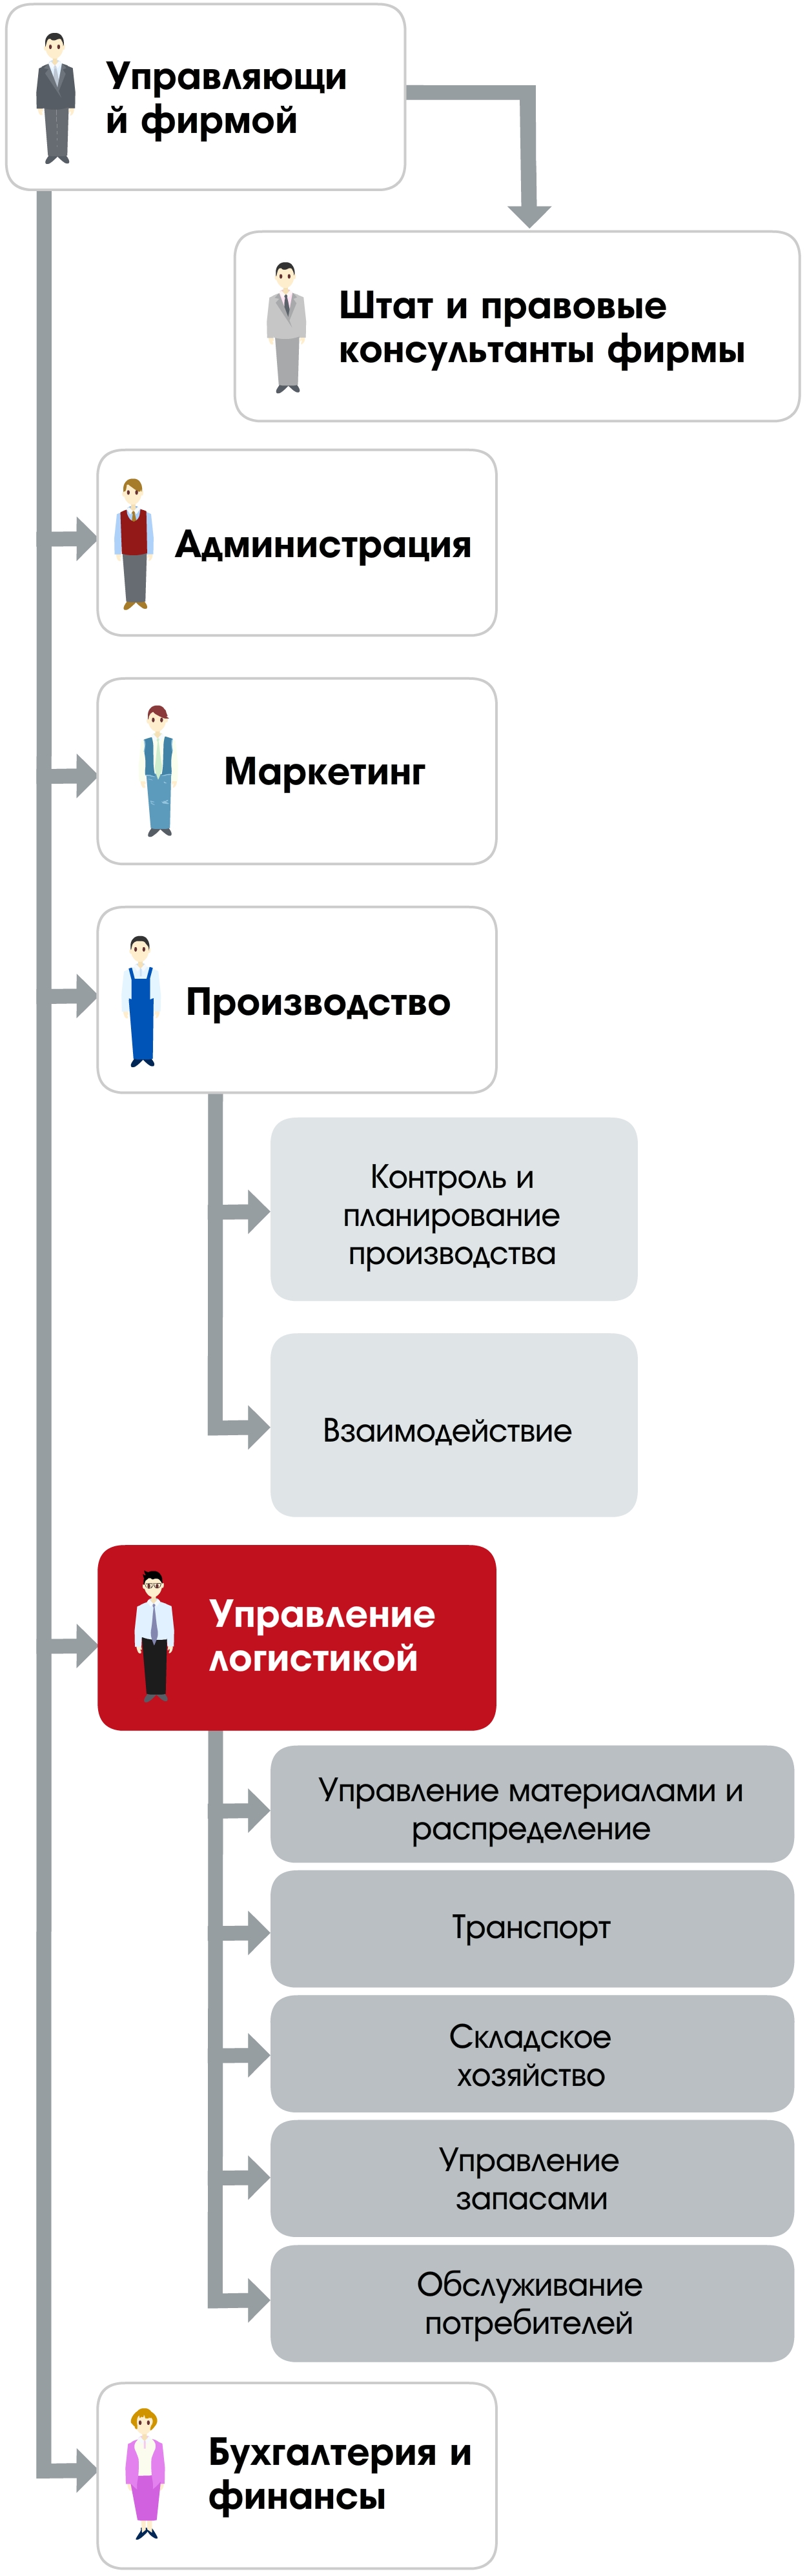 Управляющи
й фирмой
Штат и правовые
консультанты фирмы
Администрация
Маркетинг
Производство
Контроль и
планирование
производства
Взаимодействие
Управление
логистикой
Управление материалами и
распределение
Транспорт
Складское
хозяйство
Управление
запасами
Обслуживание
потребителей
Бухгалтерия и
финансы